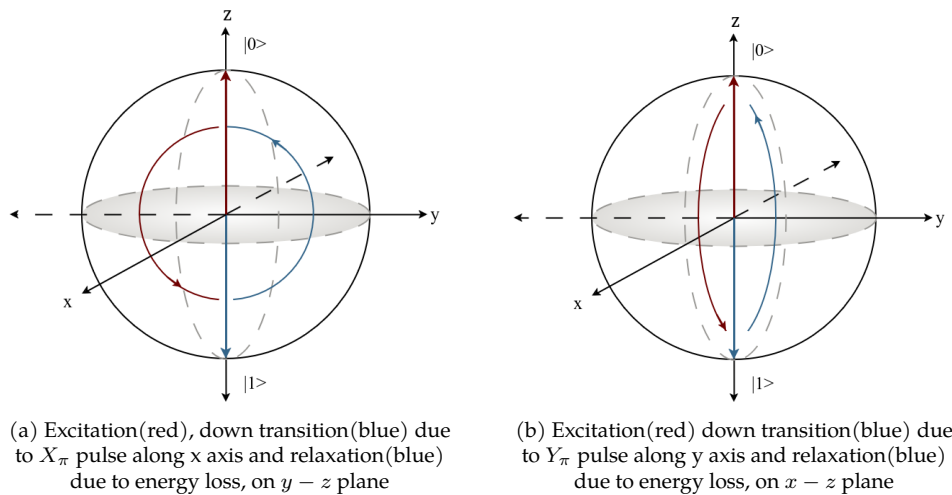 z
|0>
y
x
|1>
(a) Excitation(red), down transition(blue) due
to X_π pulse along x axis and relaxation(blue)
due to energy loss, on y − z plane
z
|0>
y
x
|1>
(b) Excitation(red) down transition(blue) due
to Y_π pulse along y axis and relaxation(blue)
due to energy loss, on x − z plane